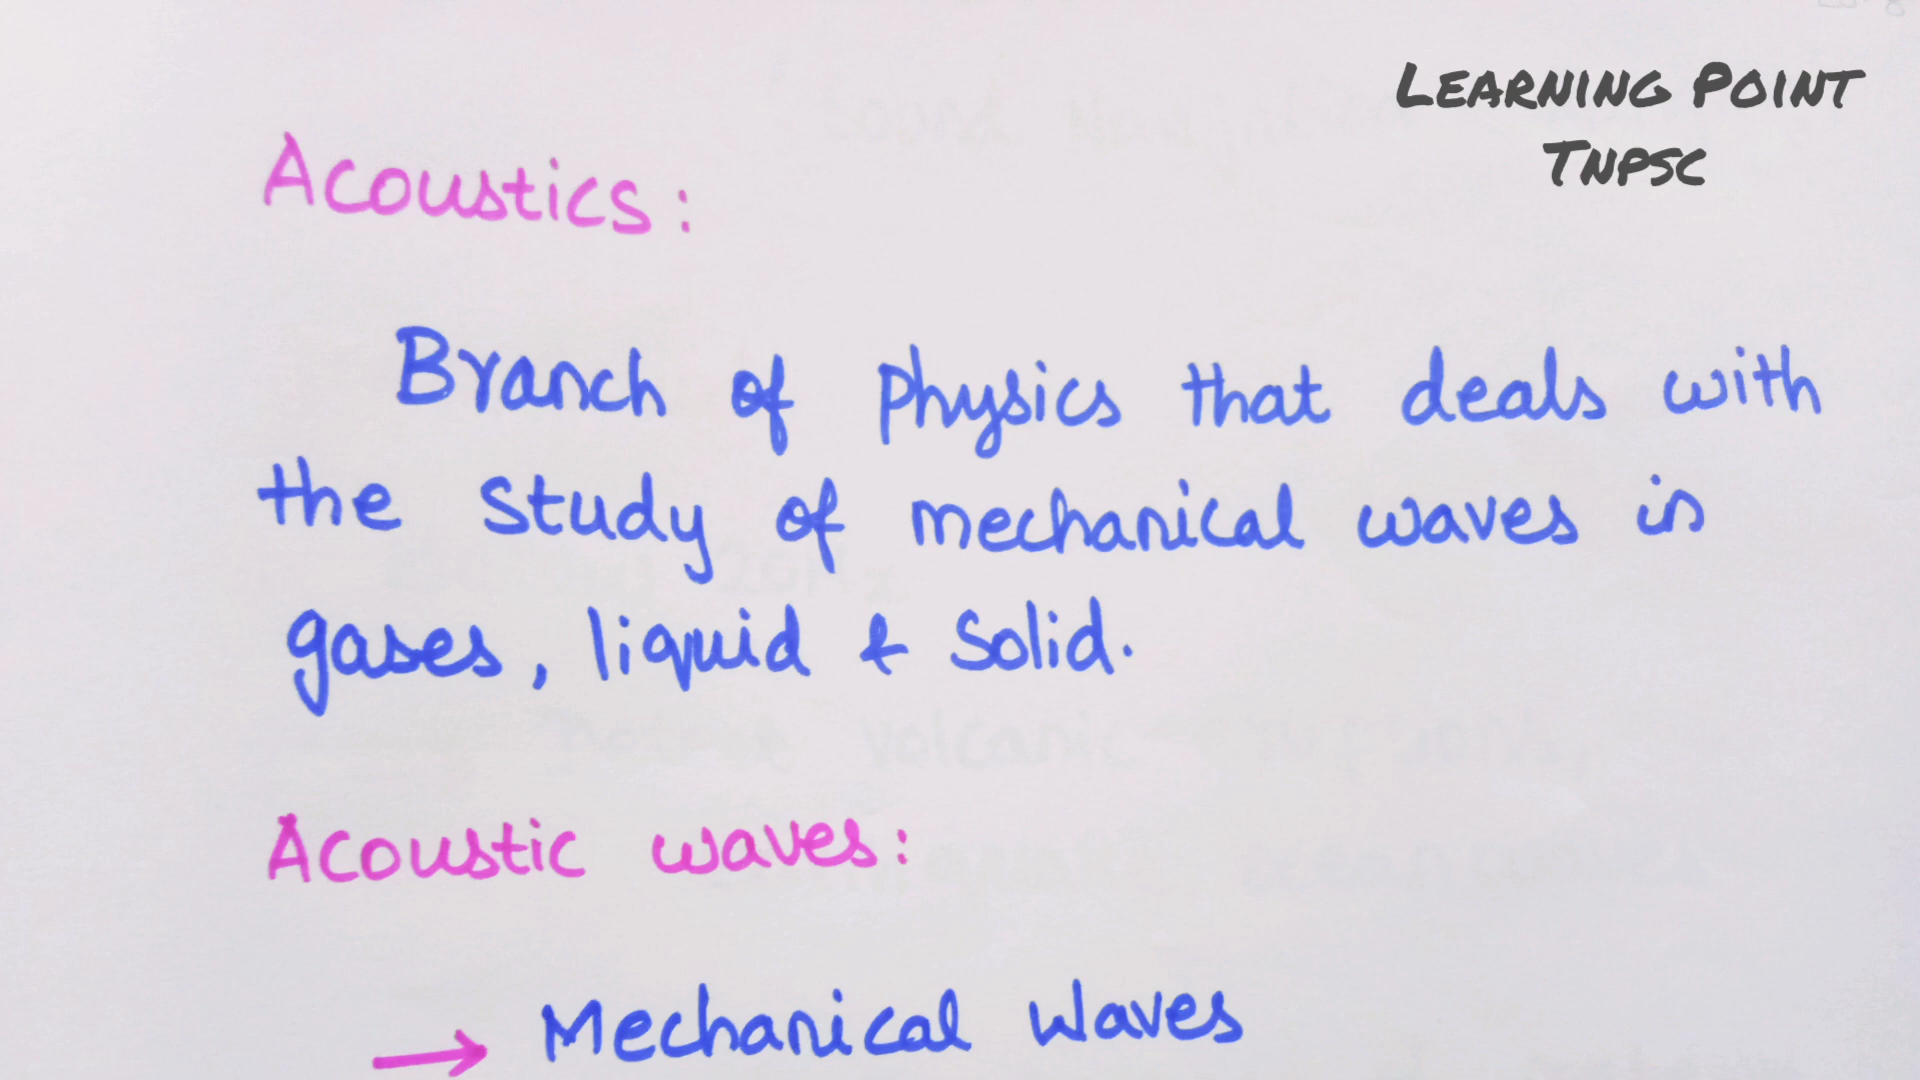 LEARNING POINT
TNPSC
Acoustics:
Branch of physics that deals with
the study of mechanical waves in
gases, liquid & solid.
Acoustic waves:
→ Mechanical waves